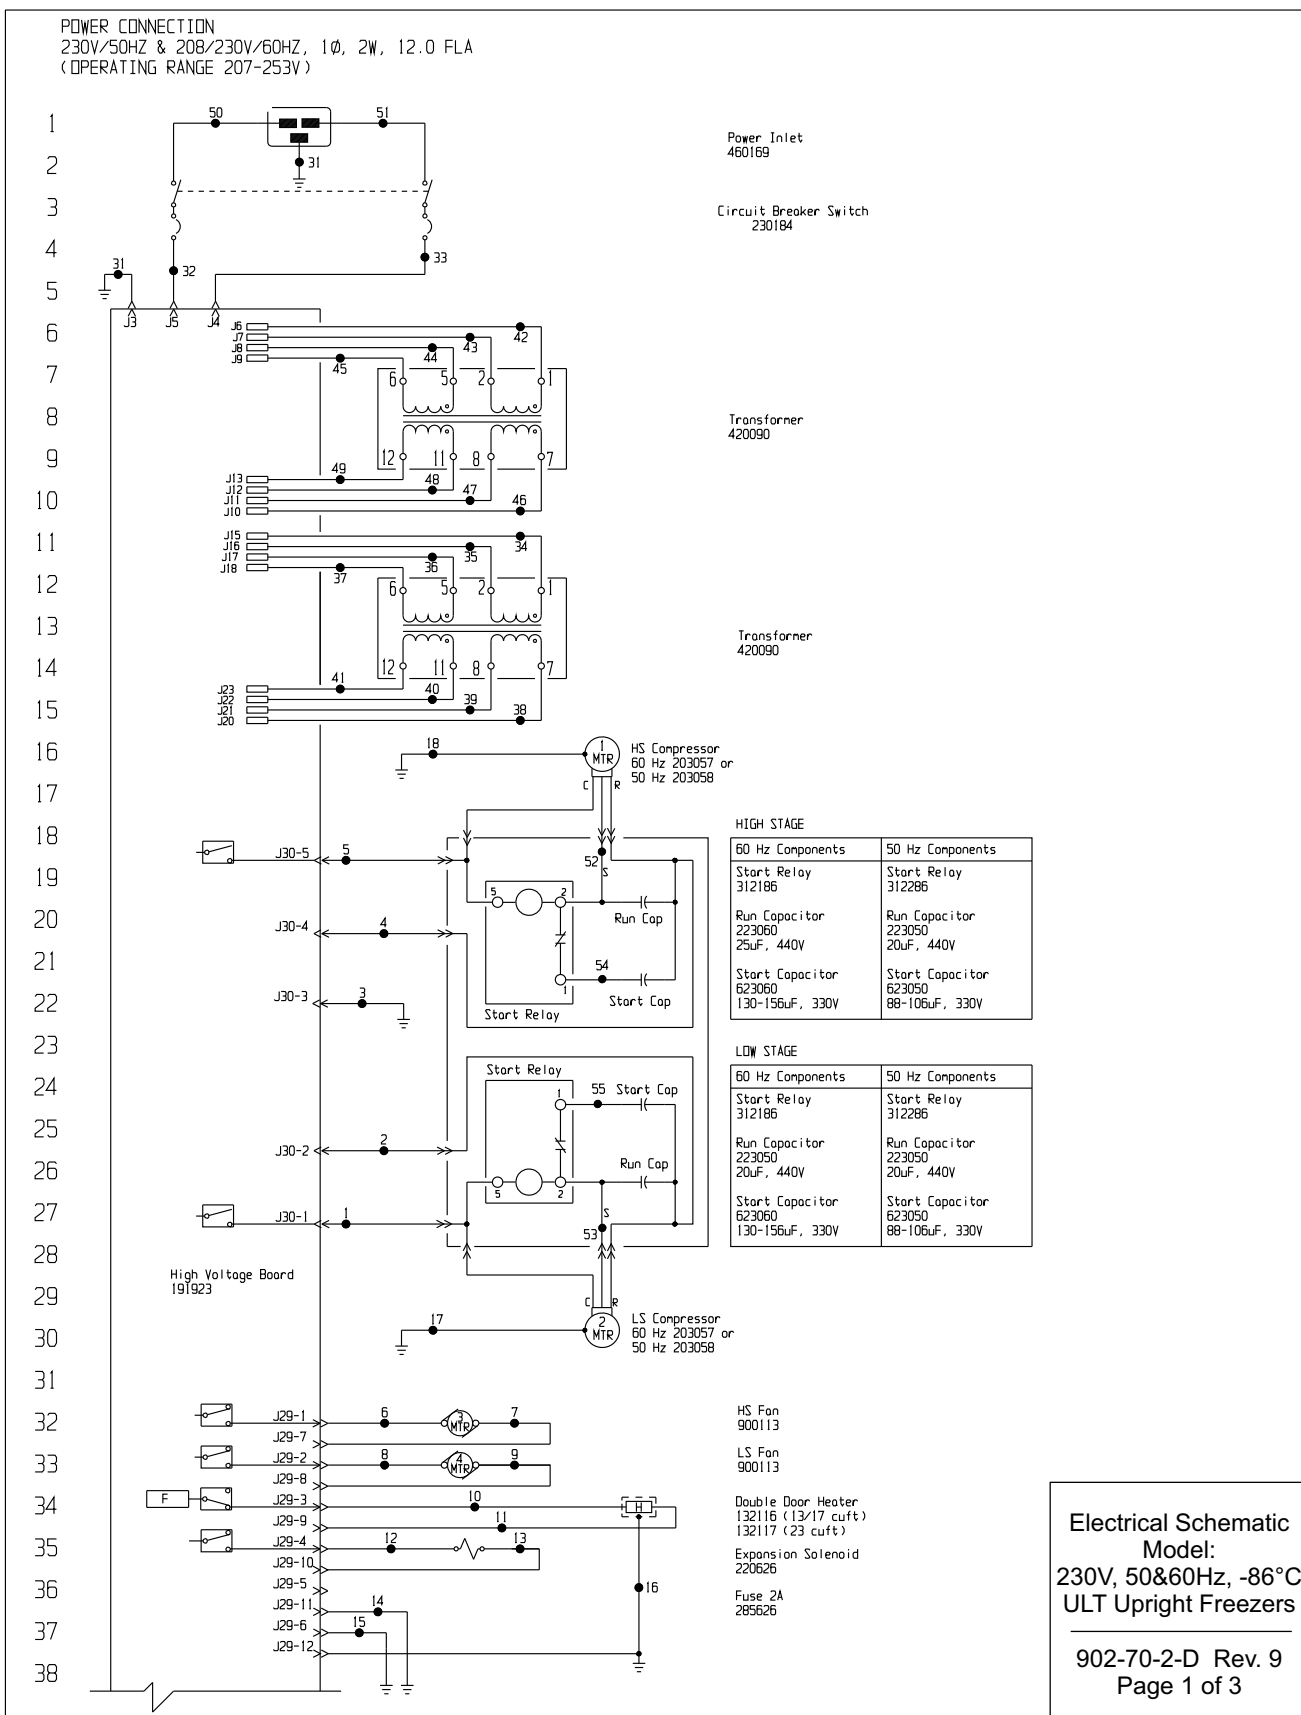 POWER CONNECTION
230V/50HZ & 208/230V/60HZ, 1Ø, 2W, 12.0 FLA
(OPERATING RANGE 207-253V)
1
50
51
Power Inlet
460169
2
31
3
Circuit Breaker Switch
230184
4
31
32
33
5
J3
J5
J4
6
J6
J7
J8
J9
42
43
44
45
7
6
5
2
1
8
Transformer
420090
9
12
11
8
7
49
48
47
46
J13
J12
J11
J10
10
11
J15
J16
J17
J18
34
35
36
37
12
6
5
2
1
13
Transformer
420090
14
12
11
8
7
41
40
39
38
J23
J22
J21
J20
15
16
18
1
MTR
HS Compressor
60 Hz 203057 or
50 Hz 203058
17
C
R
18
J30-5
5
52
S
19
5
2
Run Cap
20
J30-4
4
21
54
1
Start Cap
22
J30-3
3
Start Relay
HIGH STAGE
60 Hz Components
50 Hz Components
Start Relay
312186
Start Relay
312286
Run Capacitor
223060
25uF, 440V
Run Capacitor
223050
20uF, 440V
Start Capacitor
623060
130-156uF, 330V
Start Capacitor
623050
88-106uF, 330V
23
LOW STAGE
60 Hz Components
50 Hz Components
Start Relay
312186
Start Relay
312286
Run Capacitor
223050
20uF, 440V
Run Capacitor
223050
20uF, 440V
Start Capacitor
623060
130-156uF, 330V
Start Capacitor
623050
88-106uF, 330V
24
Start Relay
1
55
Start Cap
25
J30-2
2
26
Run Cap
5
2
27
J30-1
1
S
53
28
High Voltage Board
191923
29
C
R
30
17
2
MTR
LS Compressor
60 Hz 203057 or
50 Hz 203058
31
32
J29-1
6
3
MTR
7
HS Fan
900113
J29-7
33
J29-2
8
4
MTR
9
LS Fan
900113
J29-8
34
F
J29-3
10
H
Double Door Heater
132116 (13/17 cuft)
132117 (23 cuft)
J29-9
11
35
J29-4
12
13
Expansion Solenoid
220626
J29-10
36
J29-5
16
Fuse 2A
285626
J29-11
14
37
J29-6
15
J29-12
38
Electrical Schematic
Model:
230V, 50&60Hz, -86°C
ULT Upright Freezers
902-70-2-D Rev. 9
Page 1 of 3